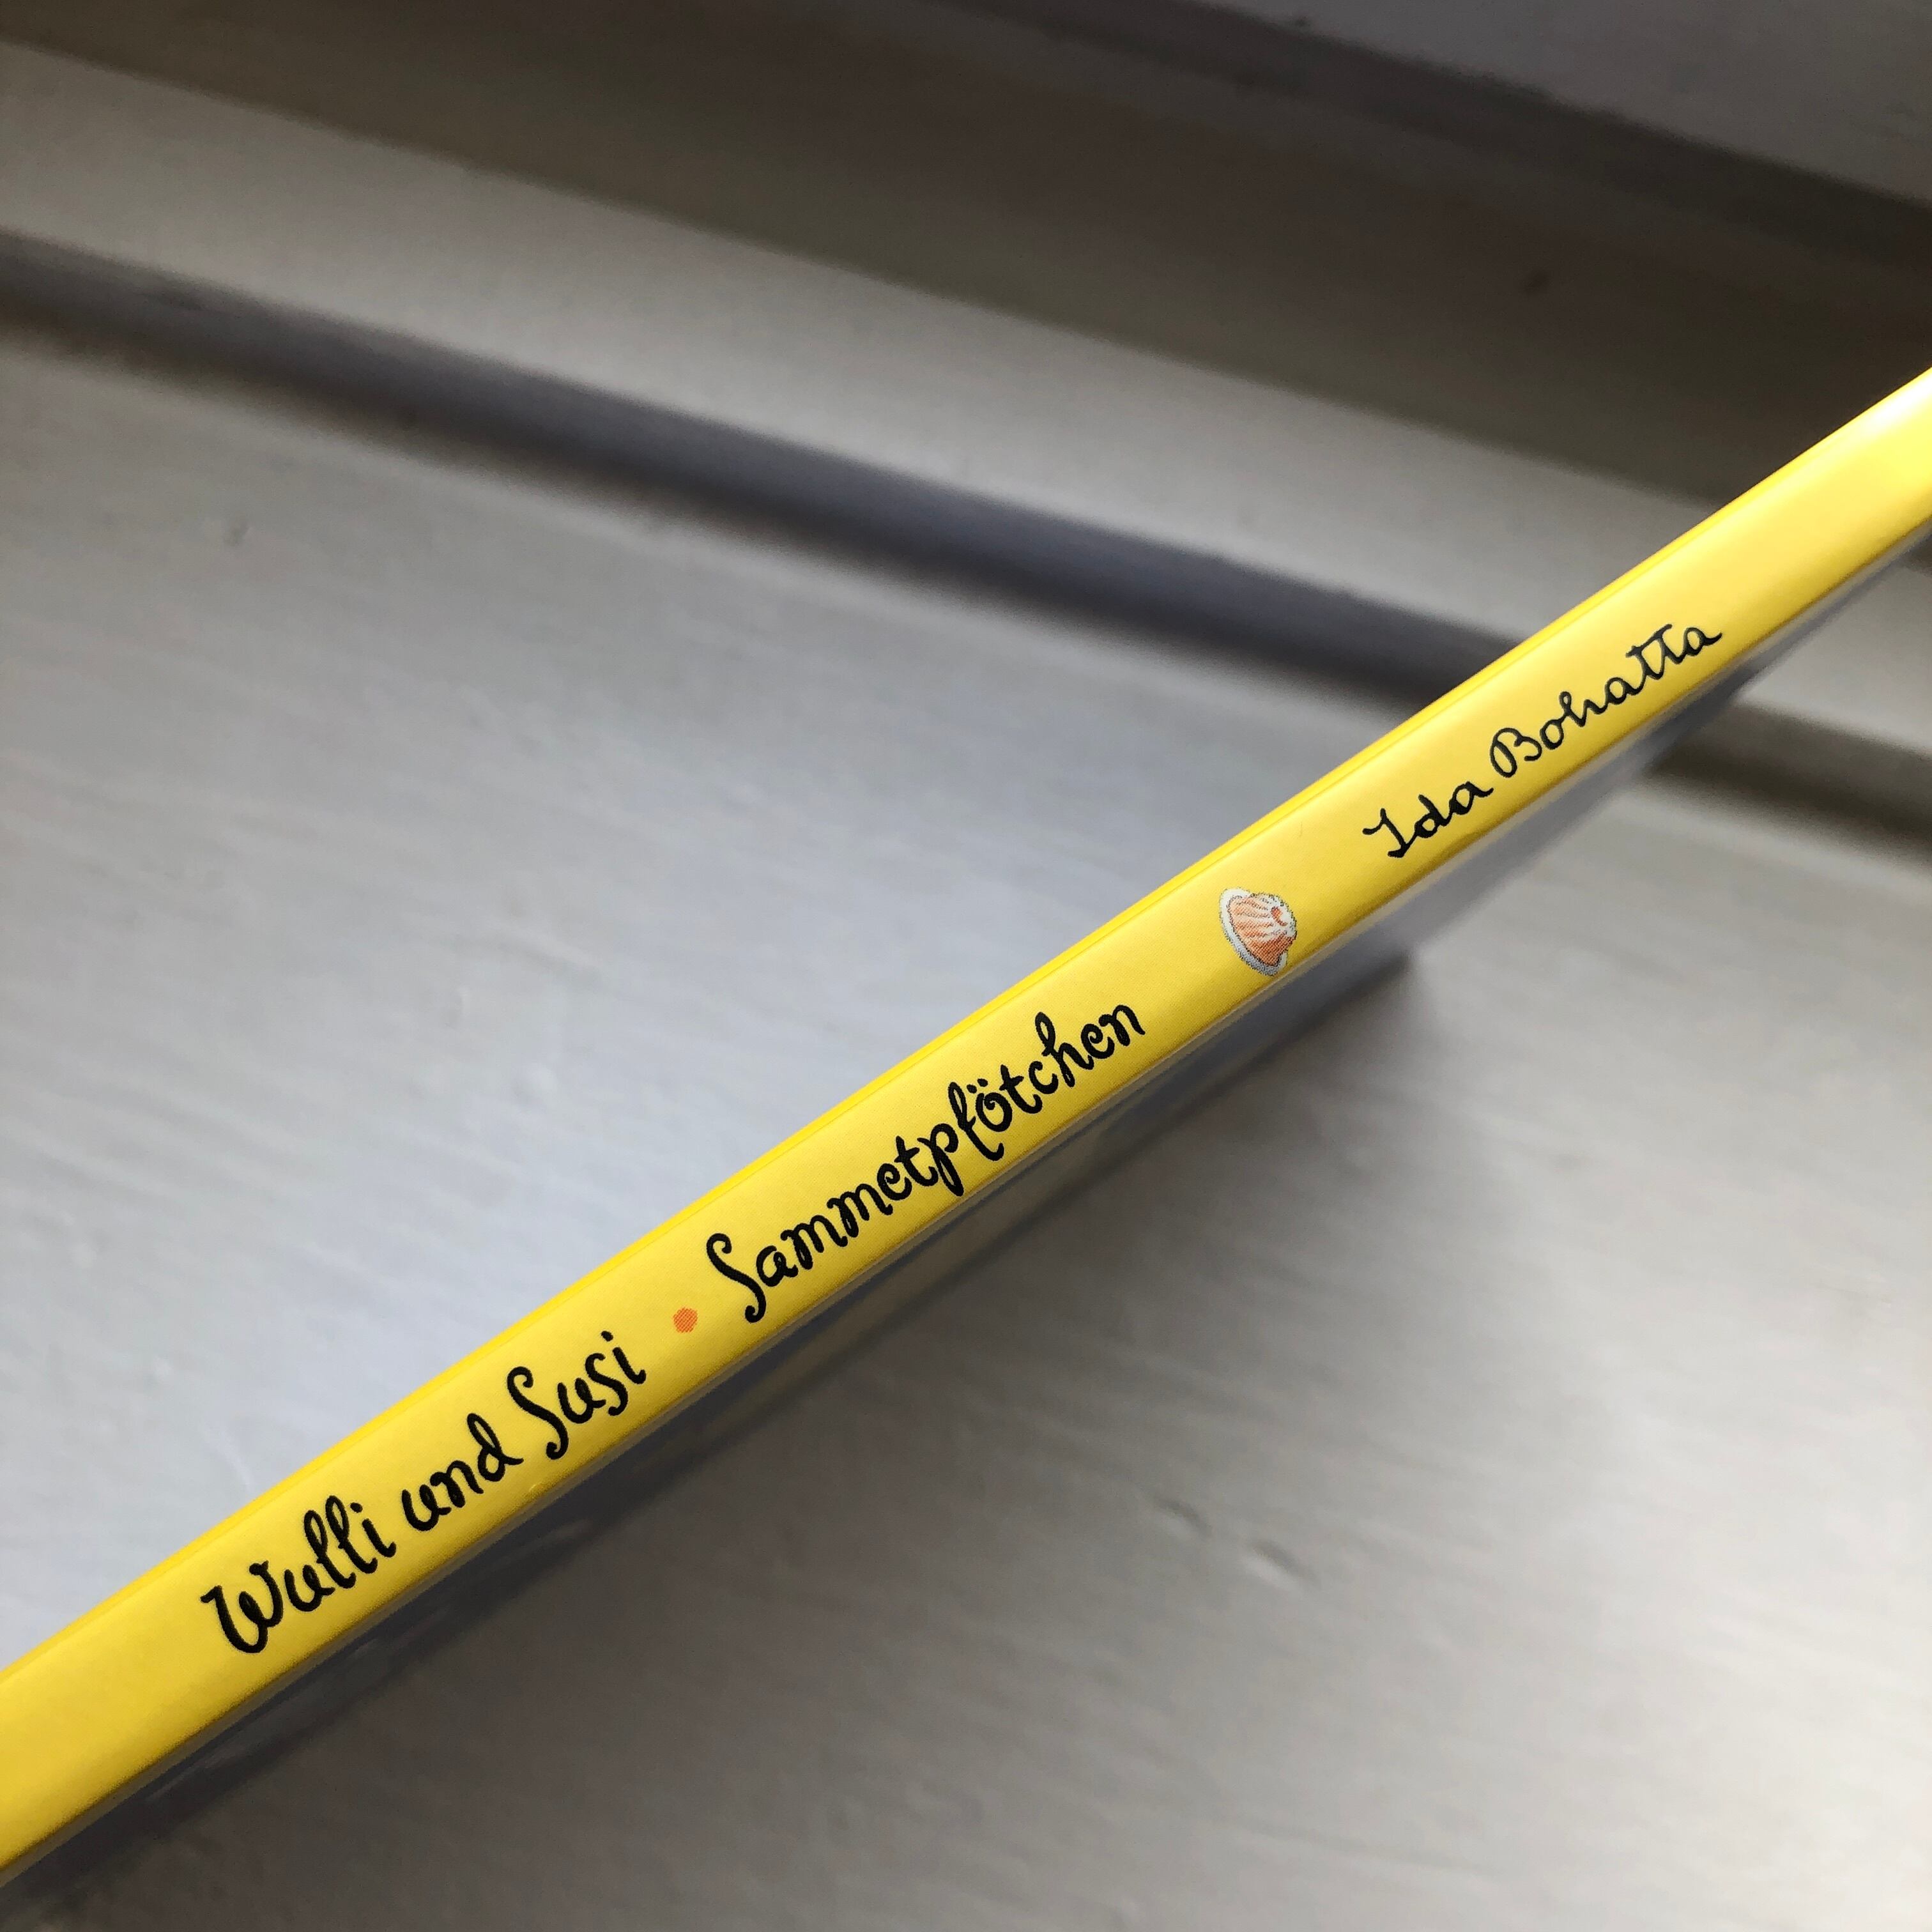 Wulli und Susi • Sammetpfötchen Ida Bohatta